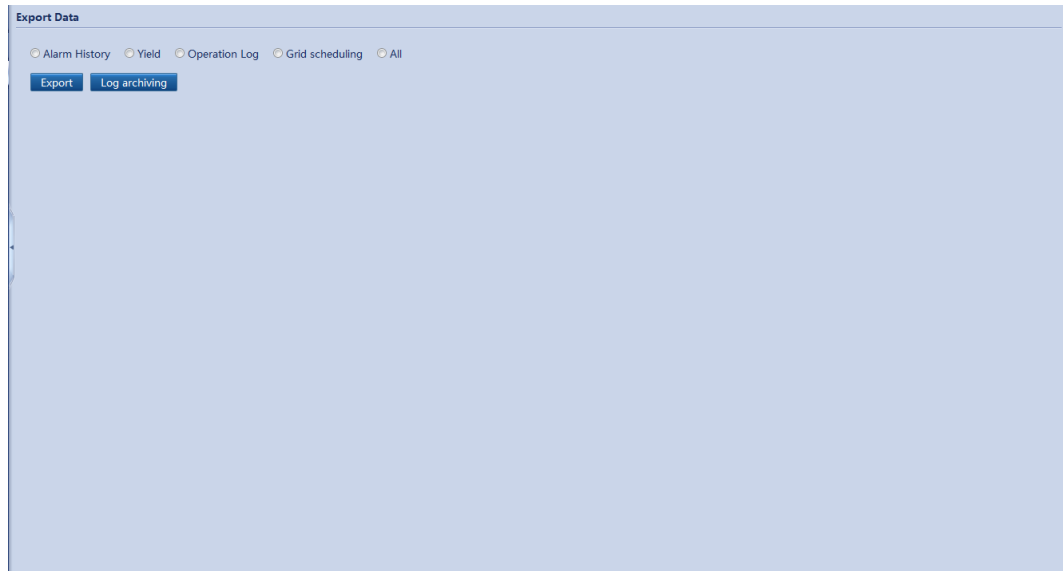 Export Data
Alarm History Yield Operation Log Grid scheduling All
Export Log archiving